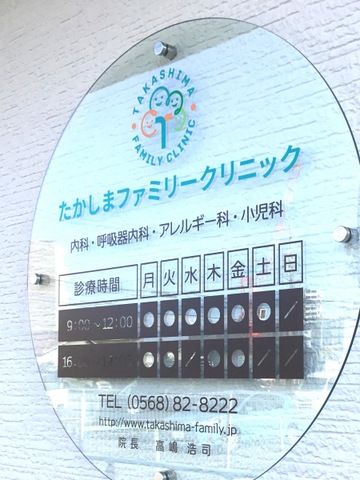 TAKASHIMA
FAMILY CLINIC
たかしまファミリークリニック
内科・呼吸器内科・アレルギー科・小児科
診療時間 月 火 水 木 金 土 日
9:00~12:00
16
TEL (0568) 82-8222
http://www.takashima-family.jp
院長 高嶋 浩司